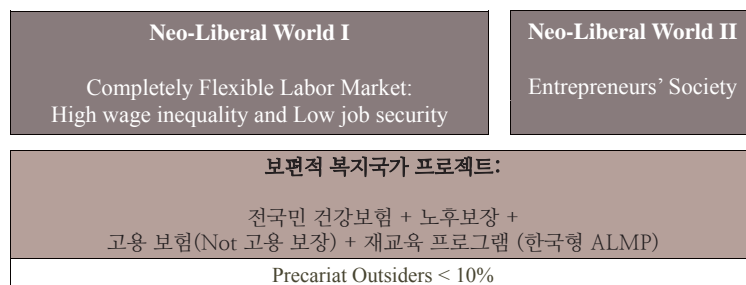 Neo-Liberal World I
Completely Flexible Labor Market:
High wage inequality and Low job security
Neo-Liberal World II
Entrepreneurs’ Society
보편적 복지국가 프로젝트:
전국민 건강보험 + 노후보장 +
고용 보험(Not 고용 보장) + 재교육 프로그램 (한국형 ALMP)
Precariat Outsiders < 10%